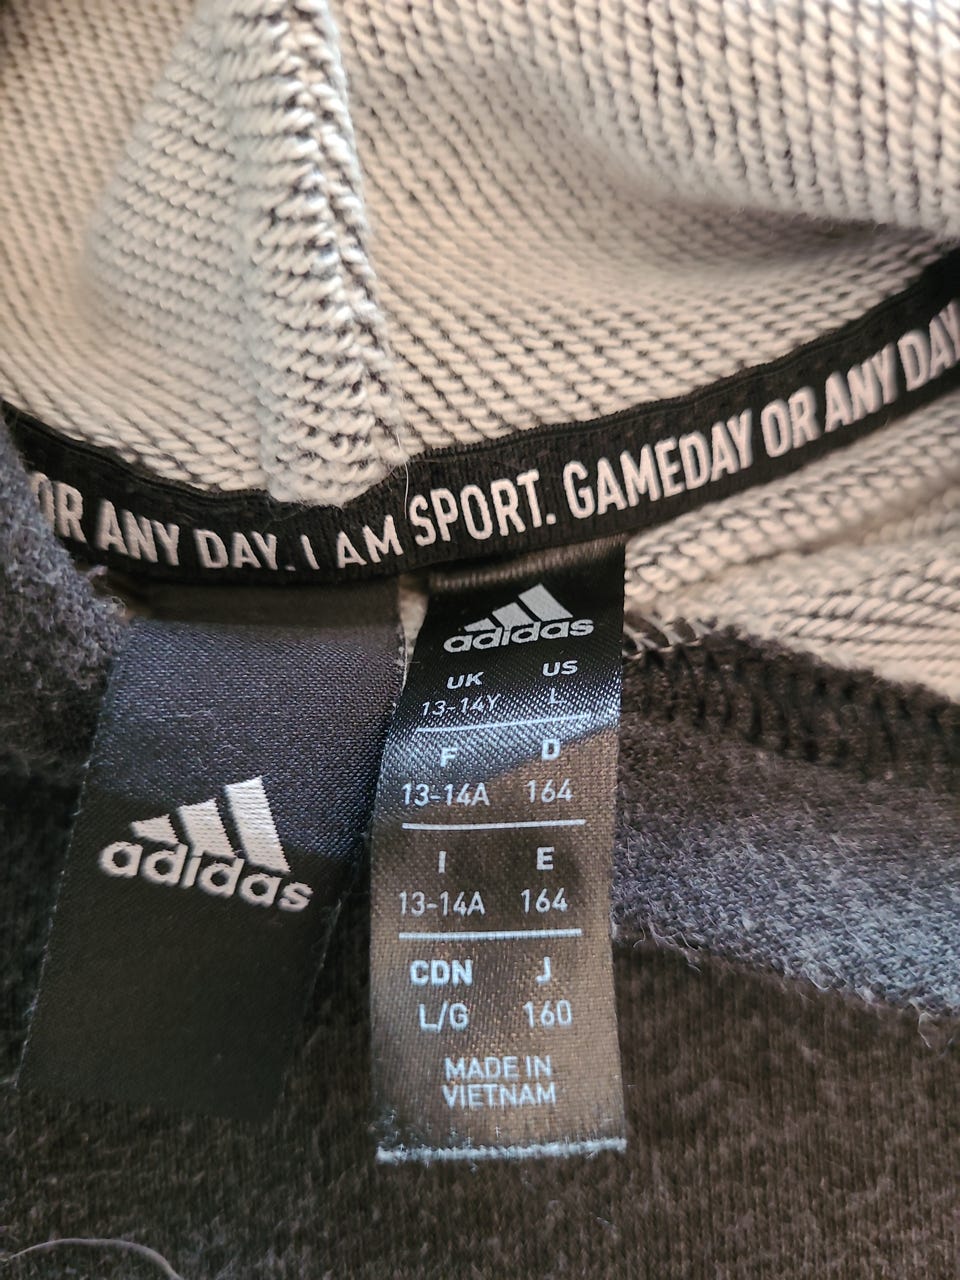 OR ANY DAY. I AM SPORT. GAMEDAY OR ANY DAY
adidas
adidas
UK US
13-14Y L
F D
13-14A 164
I E
13-14A 164
CDN J
L/G 160
MADE IN
VIETNAM